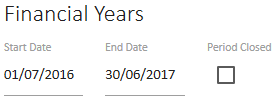 Financial Years
Start Date End Date Period Closed
01/07/2016 30/06/2017